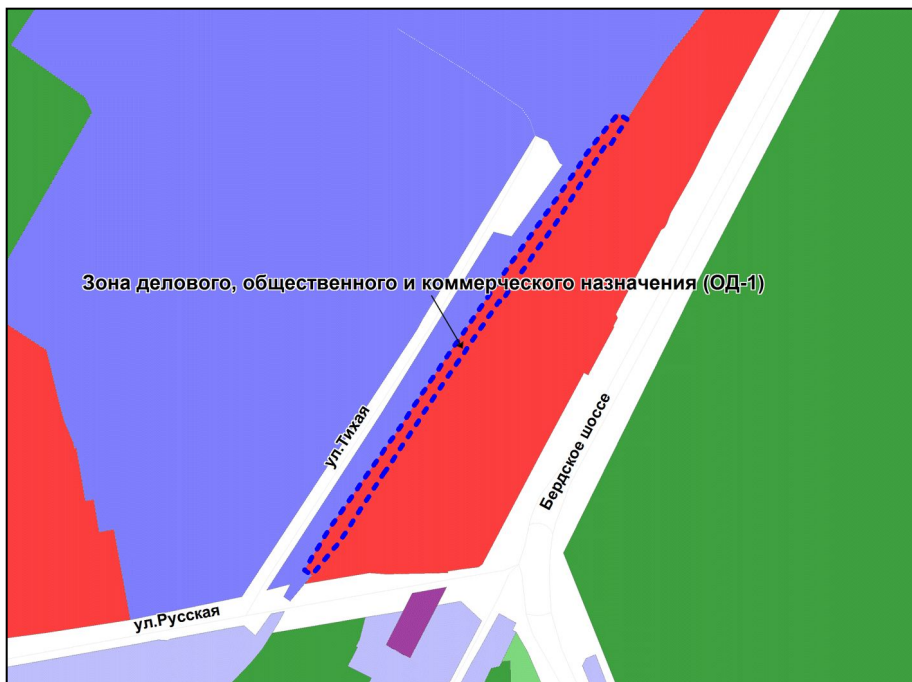 Зона делового, общественного и коммерческого назначения (ОД-1)
ул.Тихая
Бердское шоссе
ул.Русская